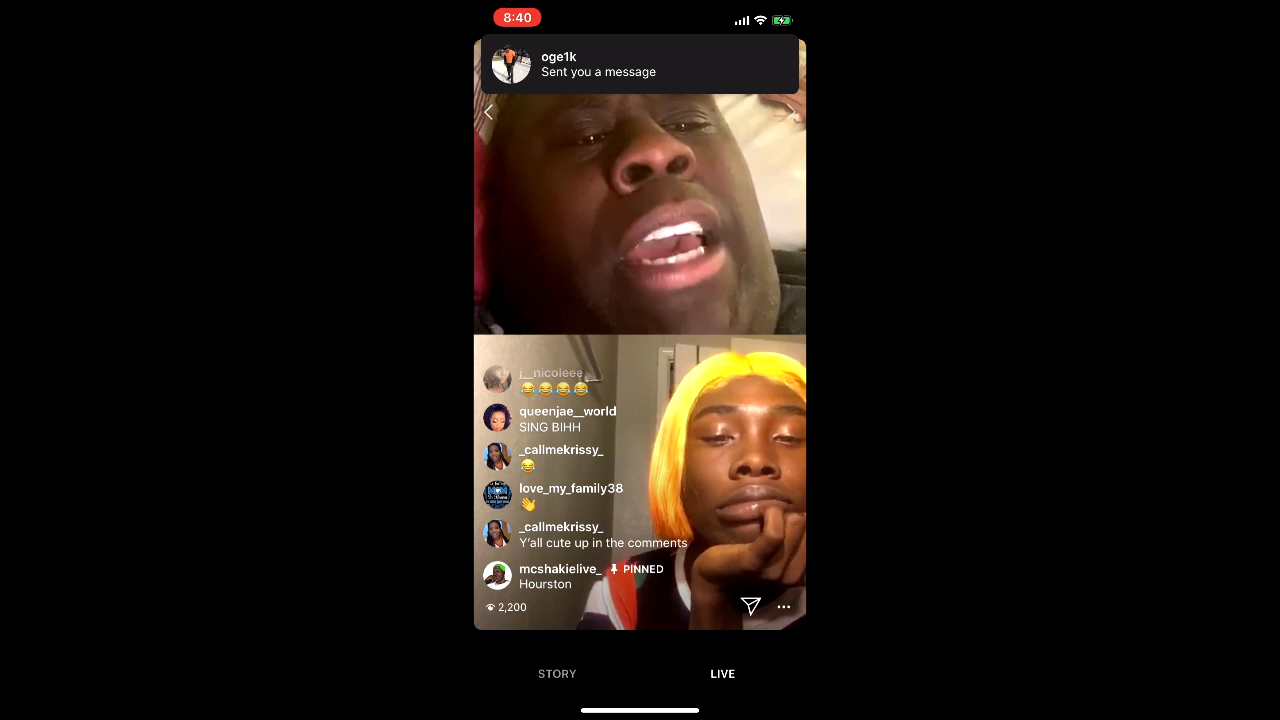 8:40
oge1k
Sent you a message
j__nicoleee_
😂😂😂😂
queenjae__world
SING BIHH
_callmekrissy_
😂
love_my_family38
👋
_callmekrissy_
Y'all cute up in the comments
mcshakielive_ PINNED
Hourston
2,200
STORY LIVE